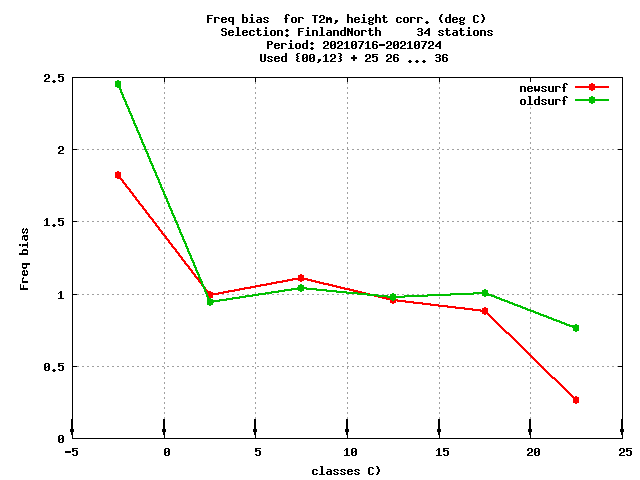 Freq bias  for T2m, height corr. (deg C)
Selection: FinlandNorth     34 stations
Period: 20210716-20210724
Used {00,12} + 25 26 ... 36
newsurf
oldsurf
2.5
2
1.5
1
0.5
0
Freq bias
-5
0
5
10
15
20
25
classes C)